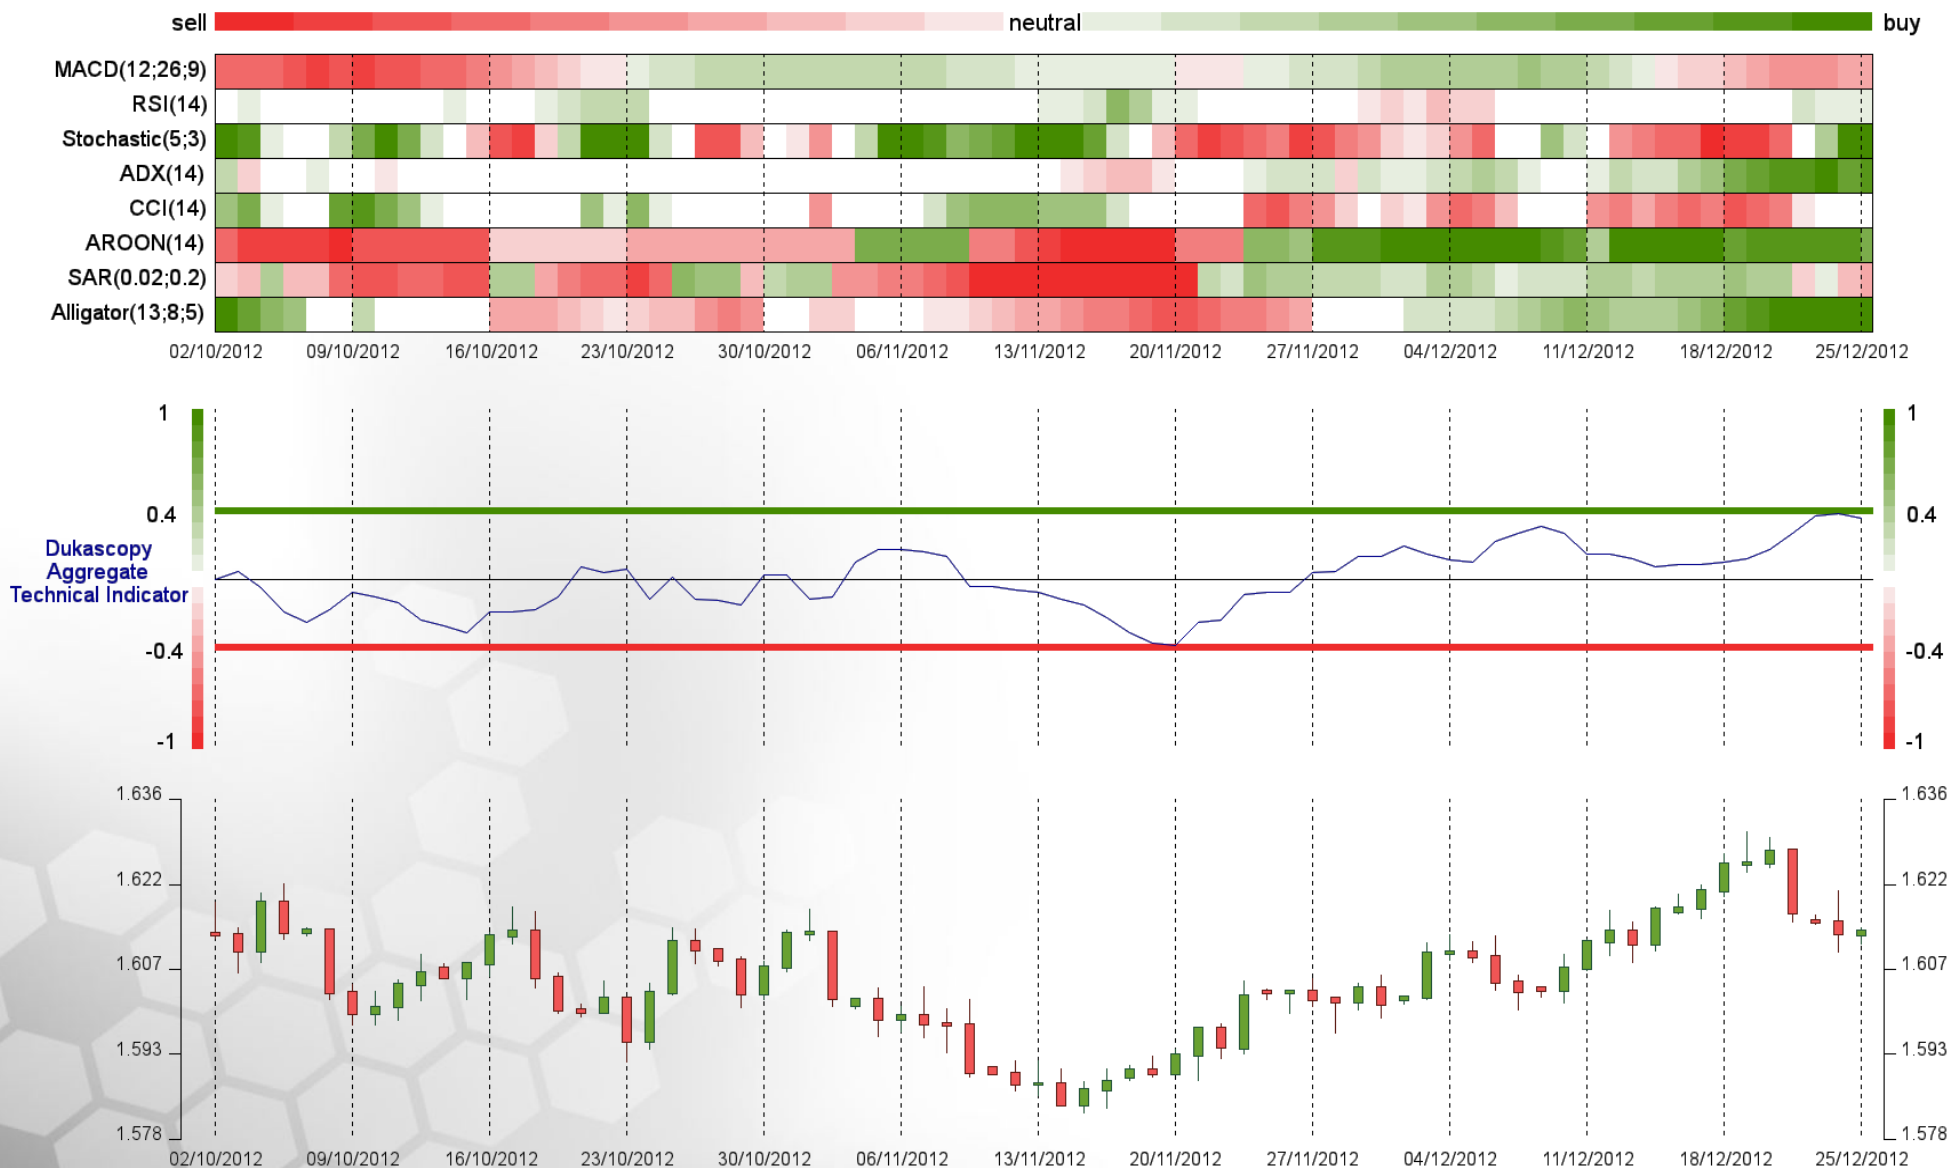 sell neutral buy
MACD(12;26;9)
RSI(14)
Stochastic(5;3)
ADX(14)
CCI(14)
AROON(14)
SAR(0.02;0.2)
Alligator(13;8;5)
02/10/2012 09/10/2012 16/10/2012 23/10/2012 30/10/2012 06/11/2012 13/11/2012 20/11/2012 27/11/2012 04/12/2012 11/12/2012 18/12/2012 25/12/2012
1 1
0.4 0.4
Dukascopy
Aggregate
Technical Indicator
-0.4 -0.4
-1 -1
1.636 1.636
1.622 1.622
1.607 1.607
1.593 1.593
1.578 1.578
02/10/2012 09/10/2012 16/10/2012 23/10/2012 30/10/2012 06/11/2012 13/11/2012 20/11/2012 27/11/2012 04/12/2012 11/12/2012 18/12/2012 25/12/2012